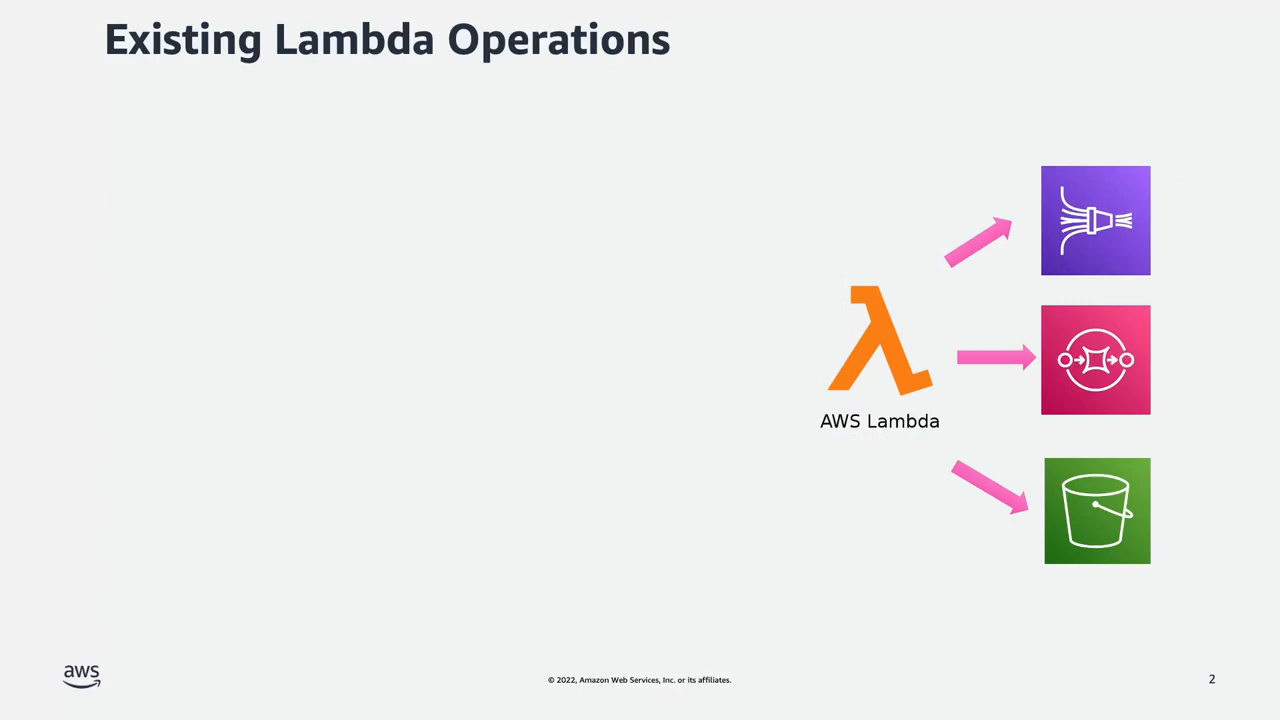 Existing Lambda Operations
AWS Lambda
aws
© 2022, Amazon Web Services, Inc. or its affiliates.
2